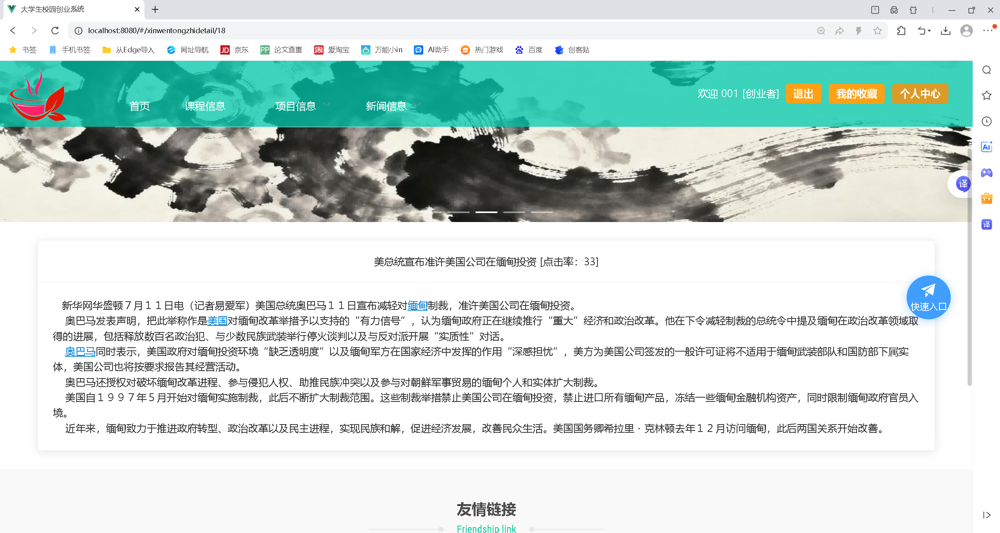 大学生校园创业系统
1
localhost:8080/#/xinwentongzhidetail/18
书签 手机书签 从Edge导入 网址导航 JD 京东 PP 论文查重 淘 爱淘宝 万能小in AI助手 热门游戏 du 百度 创客贴
首页 课程信息 项目信息 新闻信息 欢迎 001 [创业者] 退出 我的收藏 个人中心
AI
译
译
美总统宣布准许美国公司在缅甸投资 [点击率：33]
快速入口
新华网华盛顿７月１１日电（记者易爱军）美国总统奥巴马１１日宣布减轻对缅甸制裁，准许美国公司在缅甸投资。
奥巴马发表声明，把此举称作是美国对缅甸改革举措予以支持的“有力信号”，认为缅甸政府正在继续推行“重大”经济和政治改革。他在下令减轻制裁的总统令中提及缅甸在政治改革领域取
得的进展，包括释放数百名政治犯、与少数民族武装举行停火谈判以及与反对派开展“实质性”对话。
奥巴马同时表示，美国政府对缅甸投资环境“缺乏透明度”以及缅甸军方在国家经济中发挥的作用“深感担忧”，美方为美国公司签发的一般许可证将不适用于缅甸武装部队和国防部下属实
体，美国公司也将按要求报告其经营活动。
奥巴马还授权对破坏缅甸改革进程、参与侵犯人权、助推民族冲突以及参与对朝鲜军事贸易的缅甸个人和实体扩大制裁。
美国自１９９７年５月开始对缅甸实施制裁，此后不断扩大制裁范围。这些制裁举措禁止美国公司在缅甸投资，禁止进口所有缅甸产品，冻结一些缅甸金融机构资产，同时限制缅甸政府官员入
境。
近年来，缅甸致力于推进政府转型、政治改革以及民主进程，实现民族和解，促进经济发展，改善民众生活。美国国务卿希拉里·克林顿去年１２月访问缅甸，此后两国关系开始改善。
友情链接
Friendship link